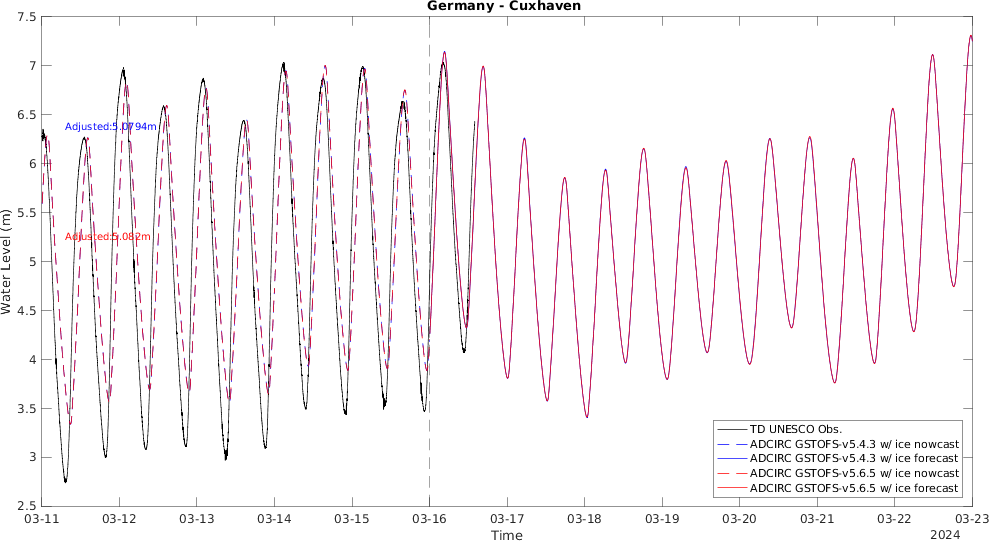 Germany - Cuxhaven
7.5
7
6.5
6
5.5
5
4.5
4
3.5
3
2.5
Water Level (m)
Adjusted:5.0794m
Adjusted:5.082m
TD UNESCO Obs.
ADCIRC GSTOFS-v5.4.3 w/ ice nowcast
ADCIRC GSTOFS-v5.4.3 w/ ice forecast
ADCIRC GSTOFS-v5.6.5 w/ ice nowcast
ADCIRC GSTOFS-v5.6.5 w/ ice forecast
03-11 03-12 03-13 03-14 03-15 03-16 03-17 03-18 03-19 03-20 03-21 03-22 03-23
Time
2024